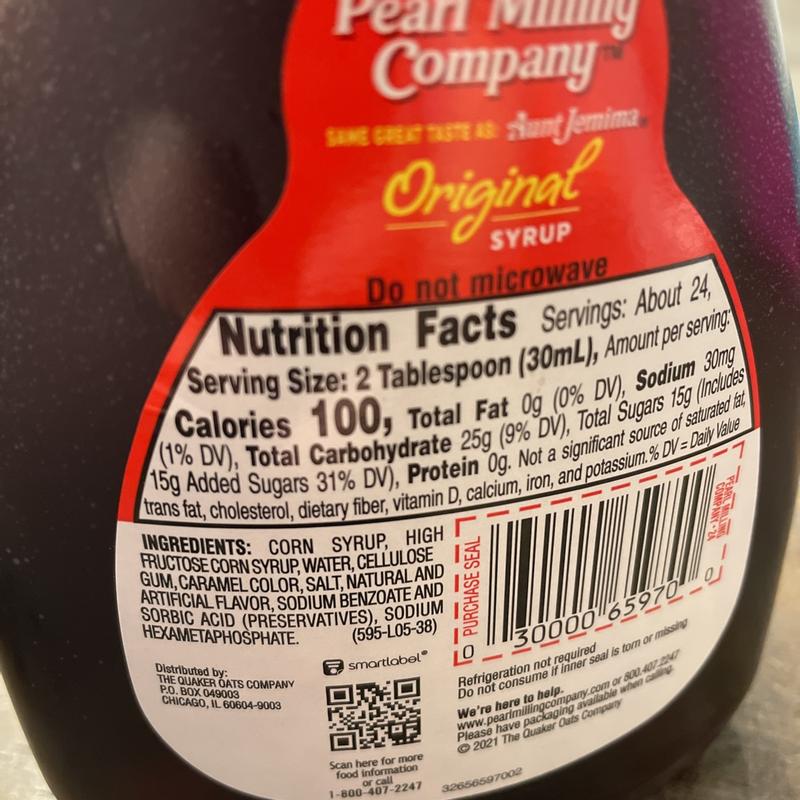 Pearl Milling
Company™
SAME GREAT TASTE AS: Aunt Jemima®
Original
SYRUP
Do not microwave
Nutrition Facts Servings: About 24,
Serving Size: 2 Tablespoon (30mL), Amount per serving:
Calories 100, Total Fat 0g (0% DV), Sodium 30mg
(1% DV), Total Carbohydrate 25g (9% DV), Total Sugars 15g (Includes
15g Added Sugars 31% DV), Protein 0g. Not a significant source of saturated fat,
trans fat, cholesterol, dietary fiber, vitamin D, calcium, iron, and potassium. % DV = Daily Value
INGREDIENTS: CORN SYRUP, HIGH
FRUCTOSE CORN SYRUP, WATER, CELLULOSE
GUM, CARAMEL COLOR, SALT, NATURAL AND
ARTIFICIAL FLAVOR, SODIUM BENZOATE AND
SORBIC ACID (PRESERVATIVES), SODIUM
HEXAMETAPHOSPHATE. (595-L05-38)
PURCHASE SEAL
PEARL MILLING
COMPANY • 24
0 30000 65970 0
Distributed by:
THE QUAKER OATS COMPANY
P.O. BOX 049003
CHICAGO, IL 60604-9003
smartlabel®
Scan here for more
food information
or call
1-800-407-2247
Refrigeration not required
Do not consume if inner seal is torn or missing
We're here to help.
www.pearlmillingcompany.com or 800.407.2247
Please have packaging available when calling.
© 2021 The Quaker Oats Company
32656597002